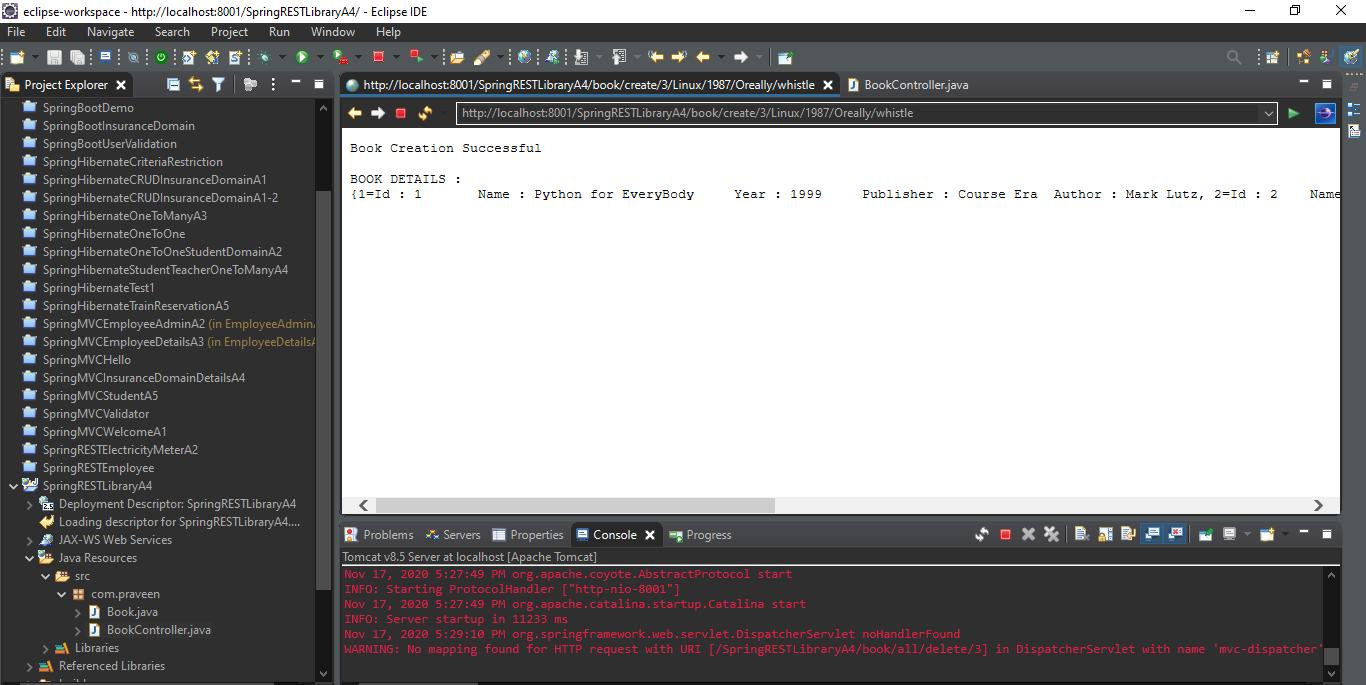 eclipse-workspace - http://localhost:8001/SpringRESTLibraryA4/ - Eclipse IDE
File Edit Navigate Search Project Run Window Help
Project Explorer
SpringBootDemo
SpringBootInsuranceDomain
SpringBootUserValidation
SpringHibernateCriteriaRestriction
SpringHibernateCRUDInsuranceDomainA1
SpringHibernateCRUDInsuranceDomainA1-2
SpringHibernateOneToManyA3
SpringHibernateOneToOne
SpringHibernateOneToOneStudentDomainA2
SpringHibernateStudentTeacherOneToManyA4
SpringHibernateTest1
SpringHibernateTrainReservationA5
SpringMVCEmployeeAdminA2 (in EmployeeAdmin
SpringMVCEmployeeDetailsA3 (in EmployeeDetails
SpringMVCHello
SpringMVCInsuranceDomainDetailsA4
SpringMVCStudentA5
SpringMVCValidator
SpringMVCWelcomeA1
SpringRESTElectricityMeterA2
SpringRESTEmployee
SpringRESTLibraryA4
Deployment Descriptor: SpringRESTLibraryA4
Loading descriptor for SpringRESTLibraryA4....
JAX-WS Web Services
Java Resources
src
com.praveen
Book.java
BookController.java
Libraries
Referenced Libraries
http://localhost:8001/SpringRESTLibraryA4/book/create/3/Linux/1987/Oreally/whistle
BookController.java
http://localhost:8001/SpringRESTLibraryA4/book/create/3/Linux/1987/Oreally/whistle
Book Creation Successful
BOOK DETAILS :
{1=Id : 1 Name : Python for EveryBody Year : 1999 Publisher : Course Era Author : Mark Lutz, 2=Id : 2 Name
Problems Servers Properties Console Progress
Tomcat v8.5 Server at localhost [Apache Tomcat]
Nov 17, 2020 5:27:49 PM org.apache.coyote.AbstractProtocol start
INFO: Starting ProtocolHandler ["http-nio-8001"]
Nov 17, 2020 5:27:49 PM org.apache.catalina.startup.Catalina start
INFO: Server startup in 11233 ms
Nov 17, 2020 5:29:10 PM org.springframework.web.servlet.DispatcherServlet noHandlerFound
WARNING: No mapping found for HTTP request with URI [/SpringRESTLibraryA4/book/all/delete/3] in DispatcherServlet with name 'mvc-dispatcher'